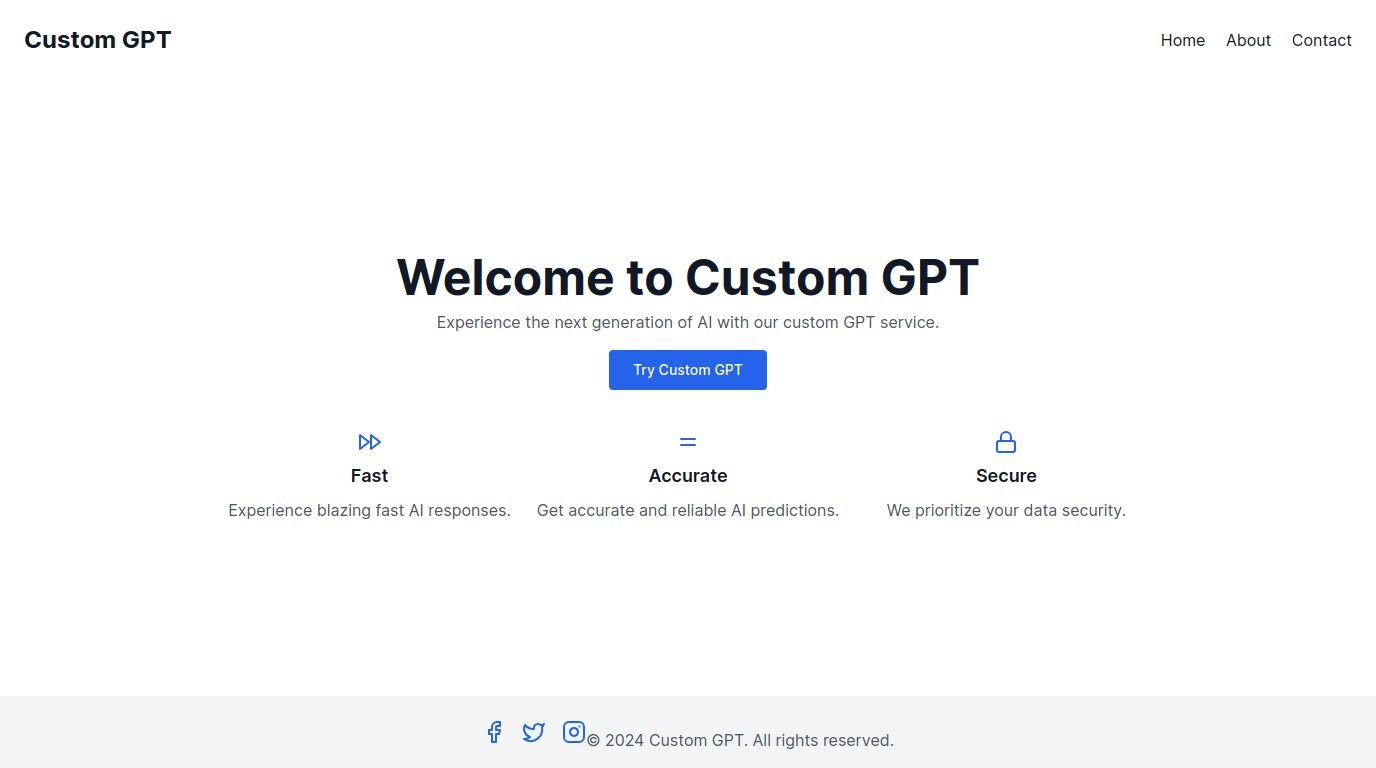 Custom GPT
Home About Contact
Welcome to Custom GPT
Experience the next generation of AI with our custom GPT service.
Try Custom GPT
Fast
Experience blazing fast AI responses.
Accurate
Get accurate and reliable AI predictions.
Secure
We prioritize your data security.
© 2024 Custom GPT. All rights reserved.